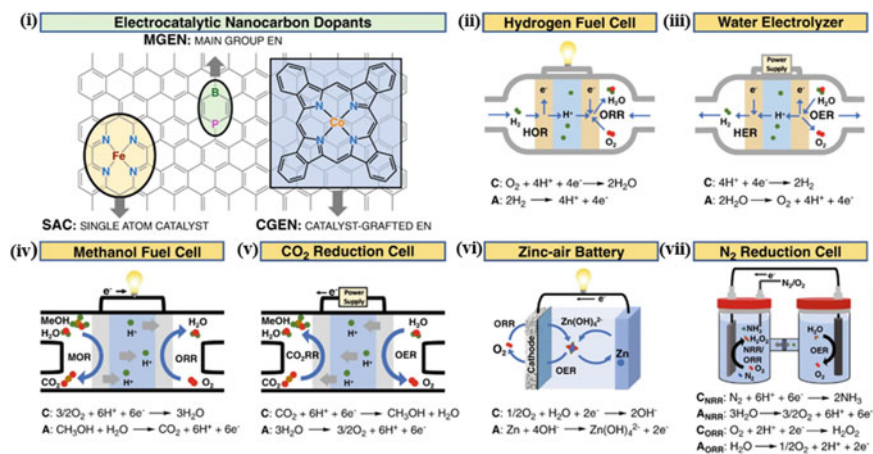 (i) Electrocatalytic Nanocarbon Dopants
MGEN: MAIN GROUP EN
B
P
N N
Fe
N N
N
N Co N
N
SAC: SINGLE ATOM CATALYST
CGEN: CATALYST-GRAFTED EN
(ii) Hydrogen Fuel Cell
e⁻ e⁻
H₂O
H₂ H⁺ ORR
HOR
O₂
C: O₂ + 4H⁺ + 4e⁻ → 2H₂O
A: 2H₂ → 4H⁺ + 4e⁻
(iii) Water Electrolyzer
Power
Supply
e⁻ e⁻
H₂O
H₂ H⁺ OER
HER
O₂
C: 4H⁺ + 4e⁻ → 2H₂
A: 2H₂O → O₂ + 4H⁺ + 4e⁻
(iv) Methanol Fuel Cell
e⁻
MeOH
H₂O
H⁺
H₂O
MOR
H⁺
ORR
CO₂
H⁺
O₂
C: 3/2O₂ + 6H⁺ + 6e⁻ → 3H₂O
A: CH₃OH + H₂O → CO₂ + 6H⁺ + 6e⁻
(v) CO₂ Reduction Cell
e⁻
Power
Supply
MeOH
H₂O
H⁺
H₂O
CO₂RR
H⁺
OER
CO₂
H⁺
O₂
C: CO₂ + 6H⁺ + 6e⁻ → CH₃OH + H₂O
A: 3H₂O → 3/2O₂ + 6H⁺ + 6e⁻
(vi) Zinc-air Battery
e⁻
ORR
Zn(OH)₄²⁻
O₂
Cathode
Zn
OER
C: 1/2O₂ + H₂O + 2e⁻ → 2OH⁻
A: Zn + 4OH⁻ → Zn(OH)₄²⁻ + 2e⁻
(vii) N₂ Reduction Cell
e⁻
N₂/O₂
NH₃
H₂O₂
NRR/
ORR
O₂
N₂
H₂O
OER
O₂
C_NRR: N₂ + 6H⁺ + 6e⁻ → 2NH₃
A_NRR: 3H₂O → 3/2O₂ + 6H⁺ + 6e⁻
C_ORR: O₂ + 2H⁺ + 2e⁻ → H₂O₂
A_ORR: H₂O → 1/2O₂ + 2H⁺ + 2e⁻